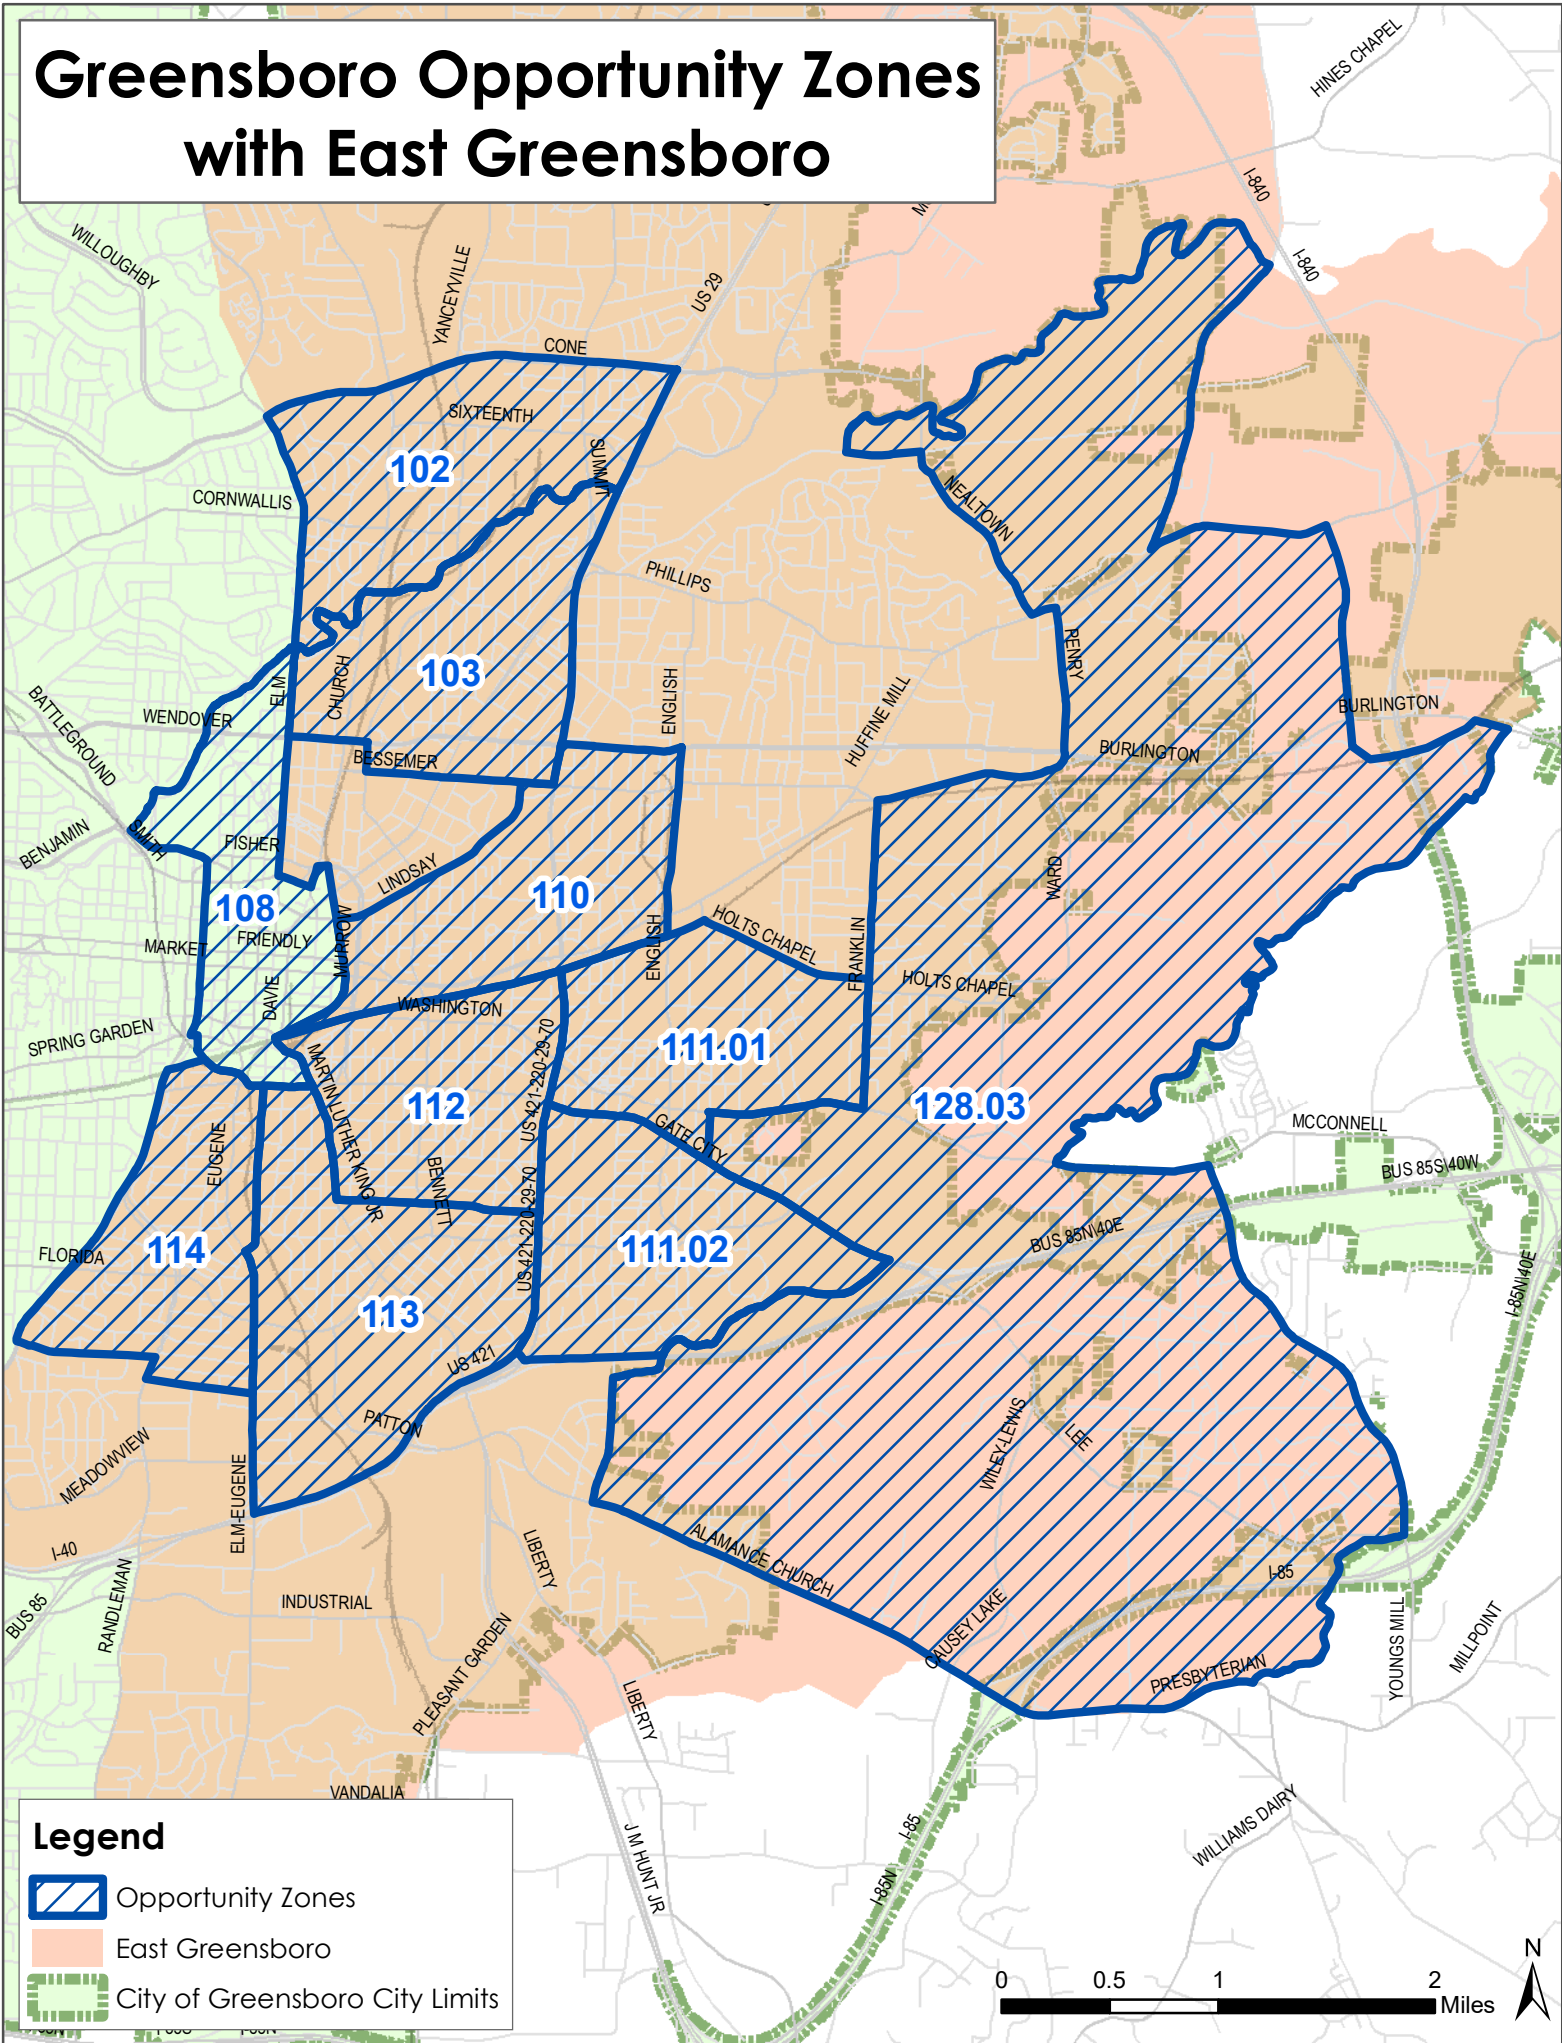 Greensboro Opportunity Zones
with East Greensboro
HINES CHAPEL
I-840
I-840
WILLOUGHBY
YANCEYVILLE
US 29
CONE
SIXTEENTH
SUMMIT
102
CORNWALLIS
NEALTOWN
PHILLIPS
PENRY
103
CHURCH
ELM
ENGLISH
HUFFINE MILL
BATTLEGROUND
WENDOVER
BURLINGTON
BURLINGTON
BESSEMER
BENJAMIN
SMITH
FISHER
LINDSAY
WARD
110
108
MARKET
FRIENDLY
MURROW
ENGLISH
HOLTS CHAPEL
FRANKLIN
HOLTS CHAPEL
DAVIE
WASHINGTON
SPRING GARDEN
111.01
US 421-220-29-70
MARTIN LUTHER KING JR
112
128.03
GATE CITY
MCCONNELL
BUS 85S\40W
EUGENE
BENNETT
US 421-220-29-70
BUS 85N\40E
FLORIDA
114
111.02
I-85N\40E
113
US 421
PATTON
WILEY-LEWIS
LEE
MEADOWVIEW
ELM-EUGENE
I-40
LIBERTY
ALAMANCE CHURCH
I-85
BUS 85
RANDLEMAN
INDUSTRIAL
CAUSEY LAKE
YOUNGS MILL
MILLPOINT
PLEASANT GARDEN
PRESBYTERIAN
LIBERTY
VANDALIA
WILLIAMS DAIRY
J M HUNT JR
I-85
I-85N
Legend
Opportunity Zones
East Greensboro
City of Greensboro City Limits
N
0 0.5 1 2
Miles